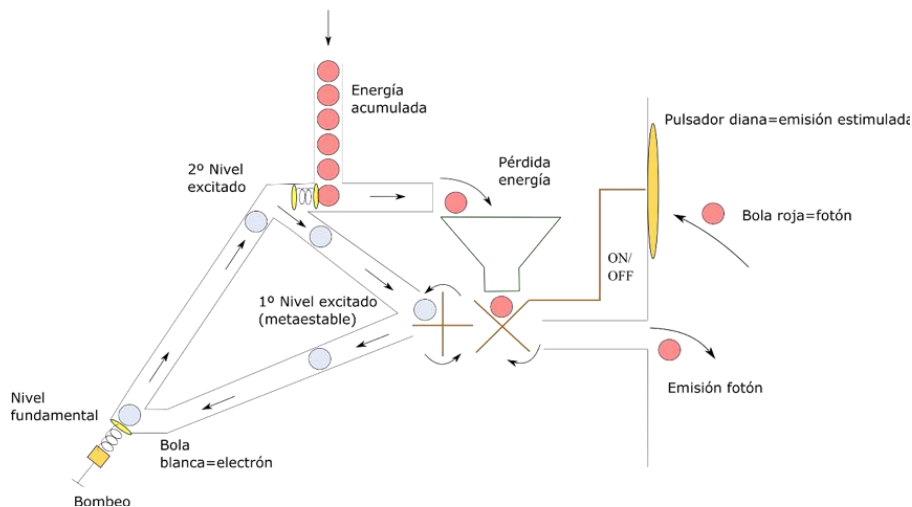 Energía
acumulada
Pulsador diana=emisión estimulada
2º Nivel
excitado
Pérdida
energía
Bola roja=fotón
ON/
OFF
1º Nivel excitado
(metaestable)
Emisión fotón
Nivel
fundamental
Bola
blanca=electrón
Bombeo